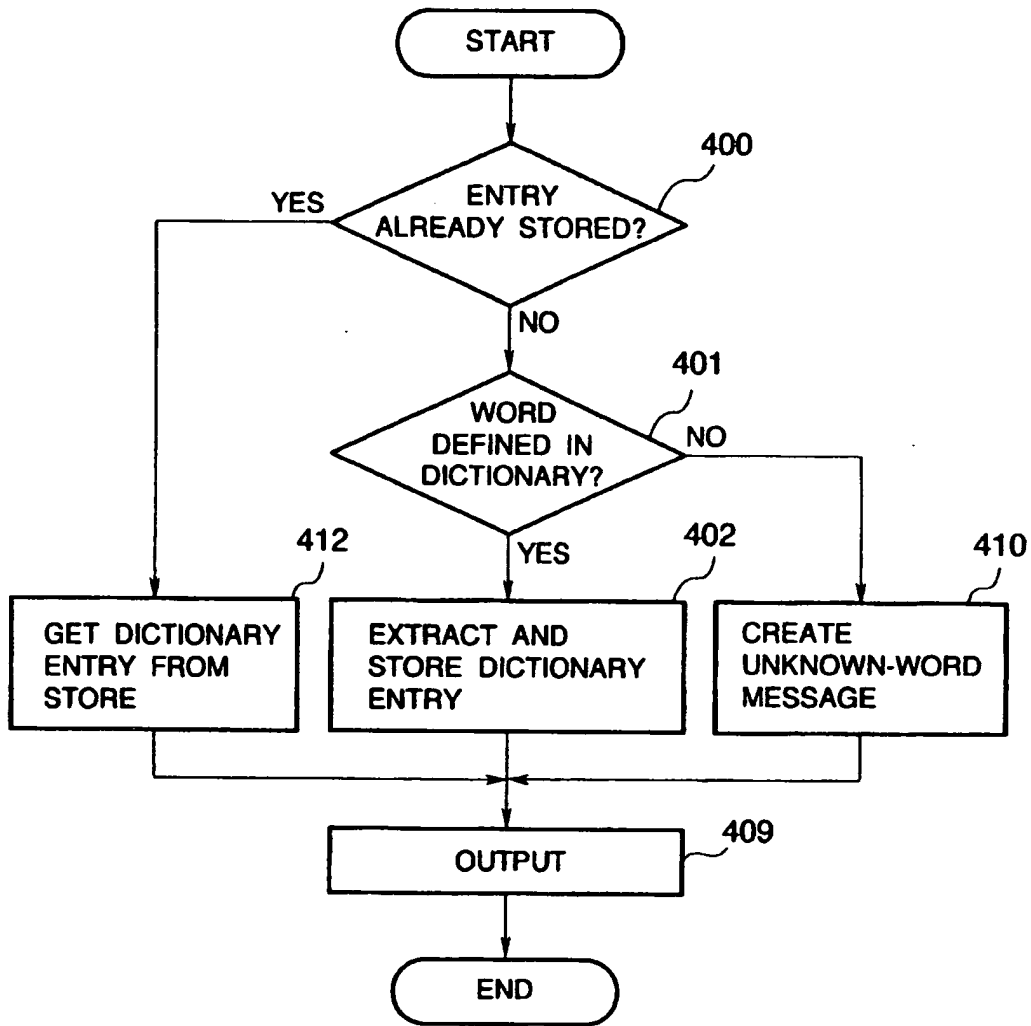 START
400
YES
ENTRY
ALREADY STORED?
NO
401
WORD
DEFINED IN
DICTIONARY?
NO
412
YES
402
410
GET DICTIONARY
ENTRY FROM
STORE
EXTRACT AND
STORE DICTIONARY
ENTRY
CREATE
UNKNOWN-WORD
MESSAGE
409
OUTPUT
END